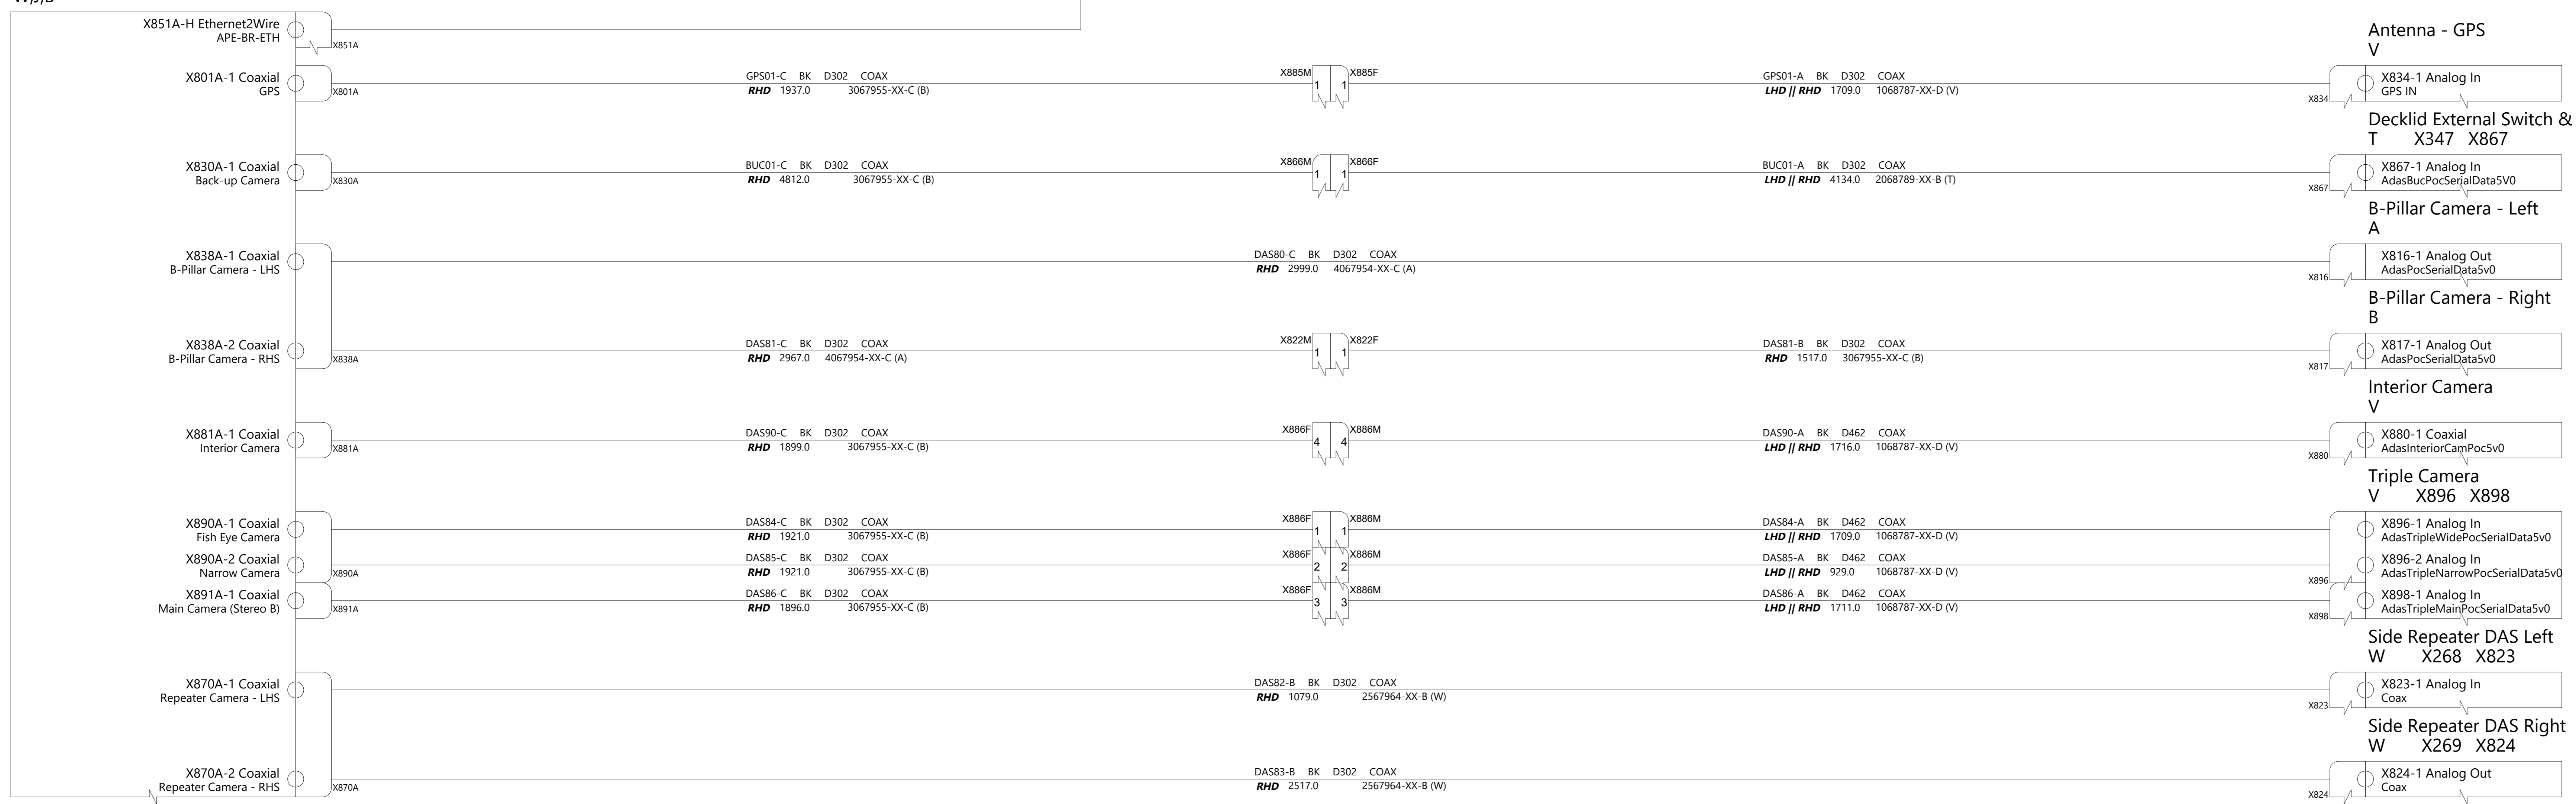 X851A-H Ethernet2Wire
APE-BR-ETH
X851A
Antenna - GPS
V
X801A-1 Coaxial
GPS
X801A
GPS01-C BK D302 COAX
RHD 1937.0 3067955-XX-C (B)
X885M 1 1 X885F
GPS01-A BK D302 COAX
LHD || RHD 1709.0 1068787-XX-D (V)
X834
X834-1 Analog In
GPS IN
Decklid External Switch &
T X347 X867
X830A-1 Coaxial
Back-up Camera
X830A
BUC01-C BK D302 COAX
RHD 4812.0 3067955-XX-C (B)
X866M 1 1 X866F
BUC01-A BK D302 COAX
LHD || RHD 4134.0 2068789-XX-B (T)
X867
X867-1 Analog In
AdasBucPocSerialData5V0
B-Pillar Camera - Left
A
X838A-1 Coaxial
B-Pillar Camera - LHS
DAS80-C BK D302 COAX
RHD 2999.0 4067954-XX-C (A)
X816
X816-1 Analog Out
AdasPocSerialData5v0
B-Pillar Camera - Right
B
X838A-2 Coaxial
B-Pillar Camera - RHS
X838A
DAS81-C BK D302 COAX
RHD 2967.0 4067954-XX-C (A)
X822M 1 1 X822F
DAS81-B BK D302 COAX
RHD 1517.0 3067955-XX-C (B)
X817
X817-1 Analog Out
AdasPocSerialData5v0
Interior Camera
V
X881A-1 Coaxial
Interior Camera
X881A
DAS90-C BK D302 COAX
RHD 1899.0 3067955-XX-C (B)
X886F 4 4 X886M
DAS90-A BK D462 COAX
LHD || RHD 1716.0 1068787-XX-D (V)
X880
X880-1 Coaxial
AdasInteriorCamPoc5v0
Triple Camera
V X896 X898
X890A-1 Coaxial
Fish Eye Camera
DAS84-C BK D302 COAX
RHD 1921.0 3067955-XX-C (B)
X886F 1 1 X886M
DAS84-A BK D462 COAX
LHD || RHD 1709.0 1068787-XX-D (V)
X896-1 Analog In
AdasTripleWidePocSerialData5v0
X890A-2 Coaxial
Narrow Camera
X890A
DAS85-C BK D302 COAX
RHD 1921.0 3067955-XX-C (B)
X886F 2 2 X886M
DAS85-A BK D462 COAX
LHD || RHD 929.0 1068787-XX-D (V)
X896
X896-2 Analog In
AdasTripleNarrowPocSerialData5v0
X891A-1 Coaxial
Main Camera (Stereo B)
X891A
DAS86-C BK D302 COAX
RHD 1896.0 3067955-XX-C (B)
X886F 3 3 X886M
DAS86-A BK D462 COAX
LHD || RHD 1711.0 1068787-XX-D (V)
X898
X898-1 Analog In
AdasTripleMainPocSerialData5v0
Side Repeater DAS Left
W X268 X823
X870A-1 Coaxial
Repeater Camera - LHS
DAS82-B BK D302 COAX
RHD 1079.0 2567964-XX-B (W)
X823
X823-1 Analog In
Coax
Side Repeater DAS Right
W X269 X824
X870A-2 Coaxial
Repeater Camera - RHS
X870A
DAS83-B BK D302 COAX
RHD 2517.0 2567964-XX-B (W)
X824
X824-1 Analog Out
Coax